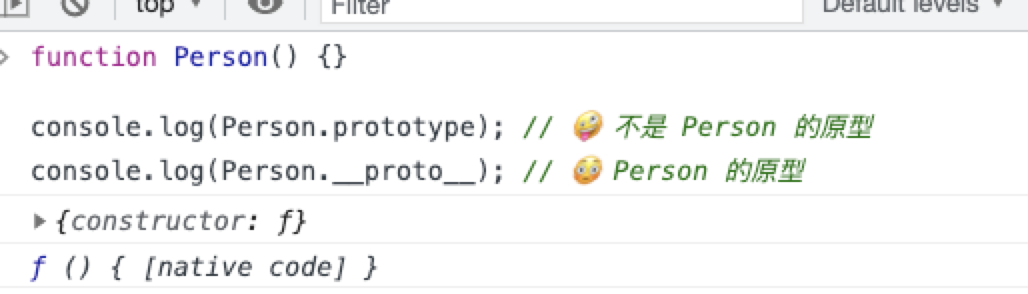 top ▼ Filter Default levels ▼
> function Person() {}
console.log(Person.prototype); // 🤪 不是 Person 的原型
console.log(Person.__proto__); // 😳 Person 的原型
▶ {constructor: ƒ}
ƒ () { [native code] }